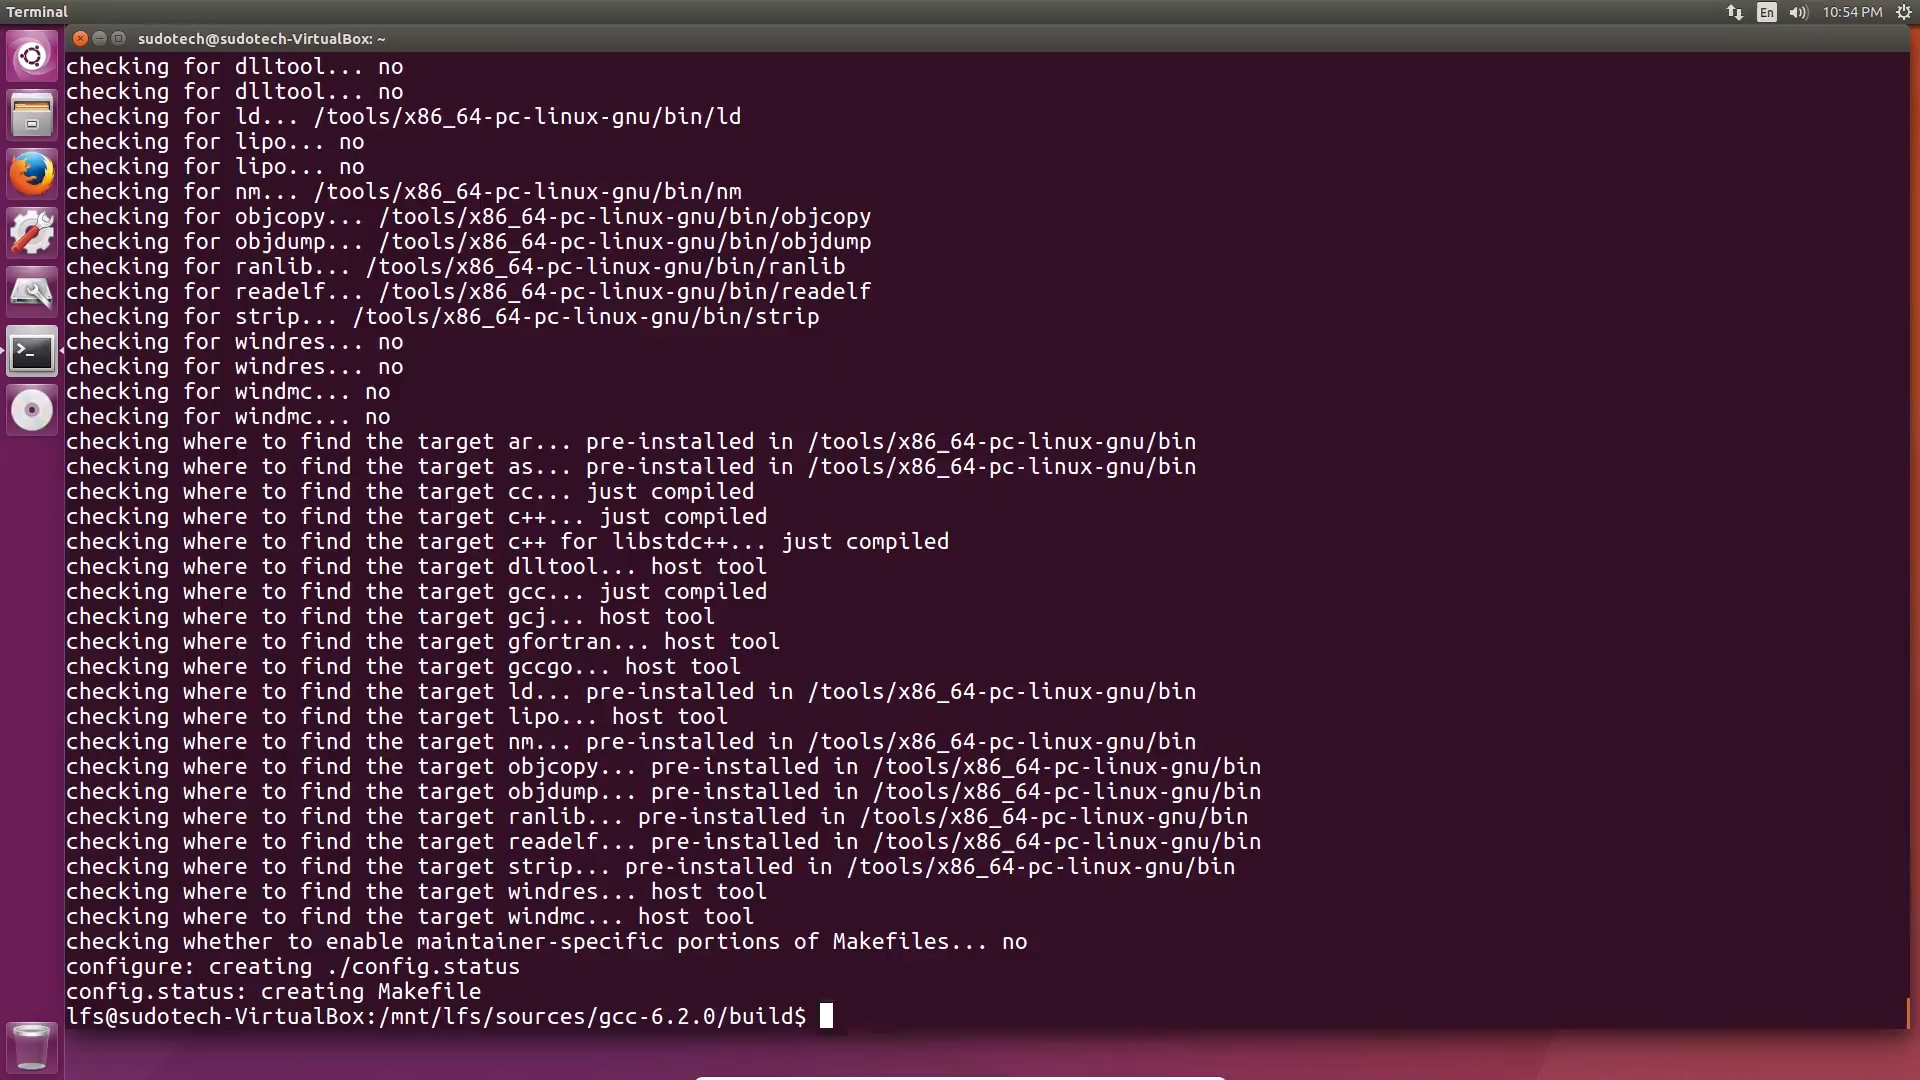 Terminal
En
10:54 PM
sudotech@sudotech-VirtualBox: ~
checking for dlltool... no
checking for dlltool... no
checking for ld... /tools/x86_64-pc-linux-gnu/bin/ld
checking for lipo... no
checking for lipo... no
checking for nm... /tools/x86_64-pc-linux-gnu/bin/nm
checking for objcopy... /tools/x86_64-pc-linux-gnu/bin/objcopy
checking for objdump... /tools/x86_64-pc-linux-gnu/bin/objdump
checking for ranlib... /tools/x86_64-pc-linux-gnu/bin/ranlib
checking for readelf... /tools/x86_64-pc-linux-gnu/bin/readelf
checking for strip... /tools/x86_64-pc-linux-gnu/bin/strip
checking for windres... no
checking for windres... no
checking for windmc... no
checking for windmc... no
checking where to find the target ar... pre-installed in /tools/x86_64-pc-linux-gnu/bin
checking where to find the target as... pre-installed in /tools/x86_64-pc-linux-gnu/bin
checking where to find the target cc... just compiled
checking where to find the target c++... just compiled
checking where to find the target c++ for libstdc++... just compiled
checking where to find the target dlltool... host tool
checking where to find the target gcc... just compiled
checking where to find the target gcj... host tool
checking where to find the target gfortran... host tool
checking where to find the target gccgo... host tool
checking where to find the target ld... pre-installed in /tools/x86_64-pc-linux-gnu/bin
checking where to find the target lipo... host tool
checking where to find the target nm... pre-installed in /tools/x86_64-pc-linux-gnu/bin
checking where to find the target objcopy... pre-installed in /tools/x86_64-pc-linux-gnu/bin
checking where to find the target objdump... pre-installed in /tools/x86_64-pc-linux-gnu/bin
checking where to find the target ranlib... pre-installed in /tools/x86_64-pc-linux-gnu/bin
checking where to find the target readelf... pre-installed in /tools/x86_64-pc-linux-gnu/bin
checking where to find the target strip... pre-installed in /tools/x86_64-pc-linux-gnu/bin
checking where to find the target windres... host tool
checking where to find the target windmc... host tool
checking whether to enable maintainer-specific portions of Makefiles... no
configure: creating ./config.status
config.status: creating Makefile
lfs@sudotech-VirtualBox:/mnt/lfs/sources/gcc-6.2.0/build$